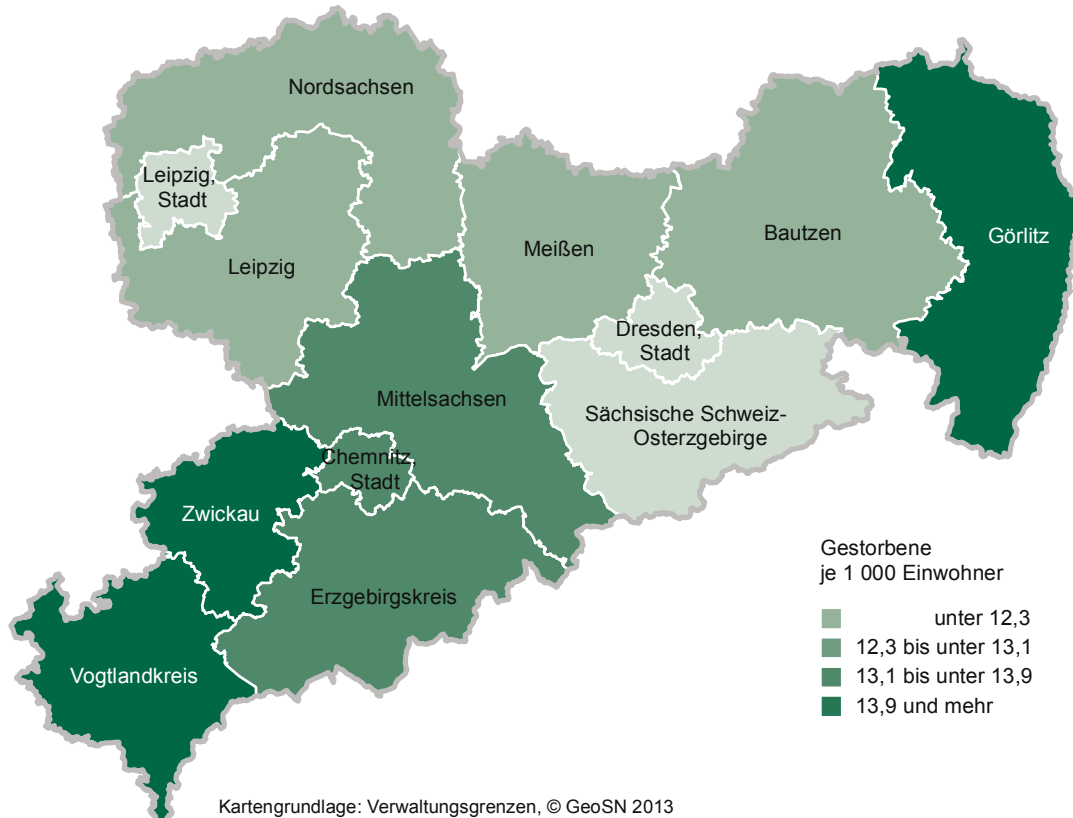 Nordsachsen
Leipzig,
Stadt
Leipzig
Meißen
Bautzen
Görlitz
Dresden,
Stadt
Mittelsachsen
Sächsische Schweiz-
Osterzgebirge
Chemnitz,
Stadt
Zwickau
Erzgebirgskreis
Vogtlandkreis
Gestorbene
je 1 000 Einwohner
unter 12,3
12,3 bis unter 13,1
13,1 bis unter 13,9
13,9 und mehr
Kartengrundlage: Verwaltungsgrenzen, © GeoSN 2013